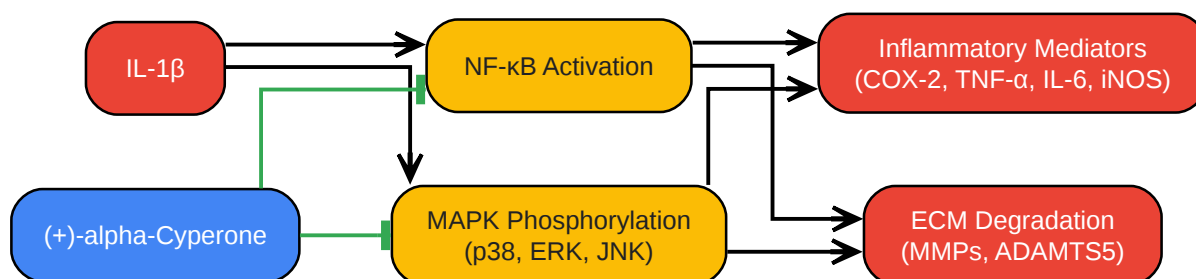 IL-1β
NF-κB Activation
Inflammatory Mediators
(COX-2, TNF-α, IL-6, iNOS)
(+)-alpha-Cyperone
MAPK Phosphorylation
(p38, ERK, JNK)
ECM Degradation
(MMPs, ADAMTS5)